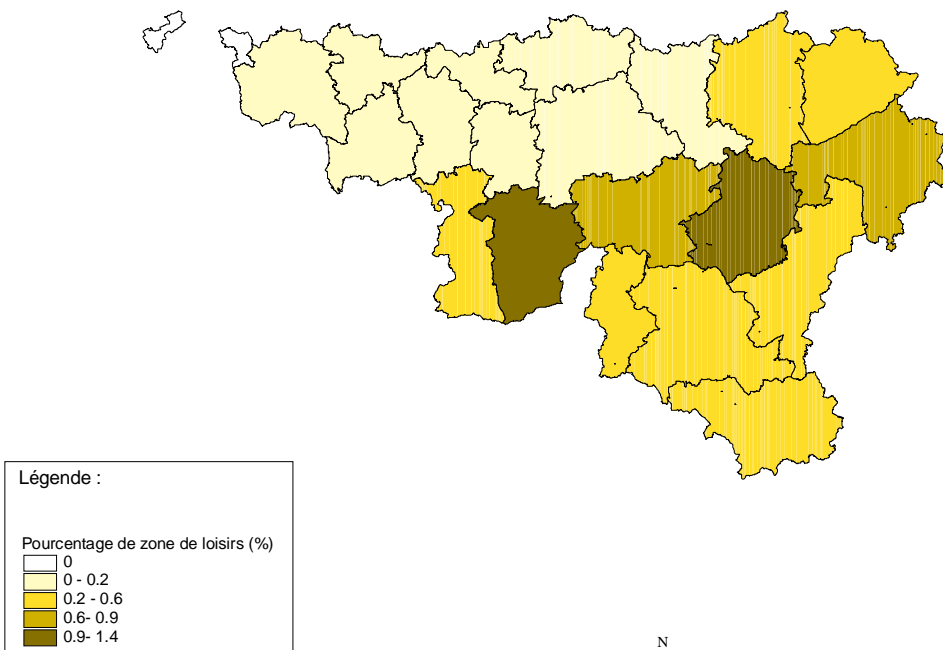 Légende :
Pourcentage de zone de loisirs (%)
0
0 - 0.2
0.2 - 0.6
0.6- 0.9
0.9- 1.4
N